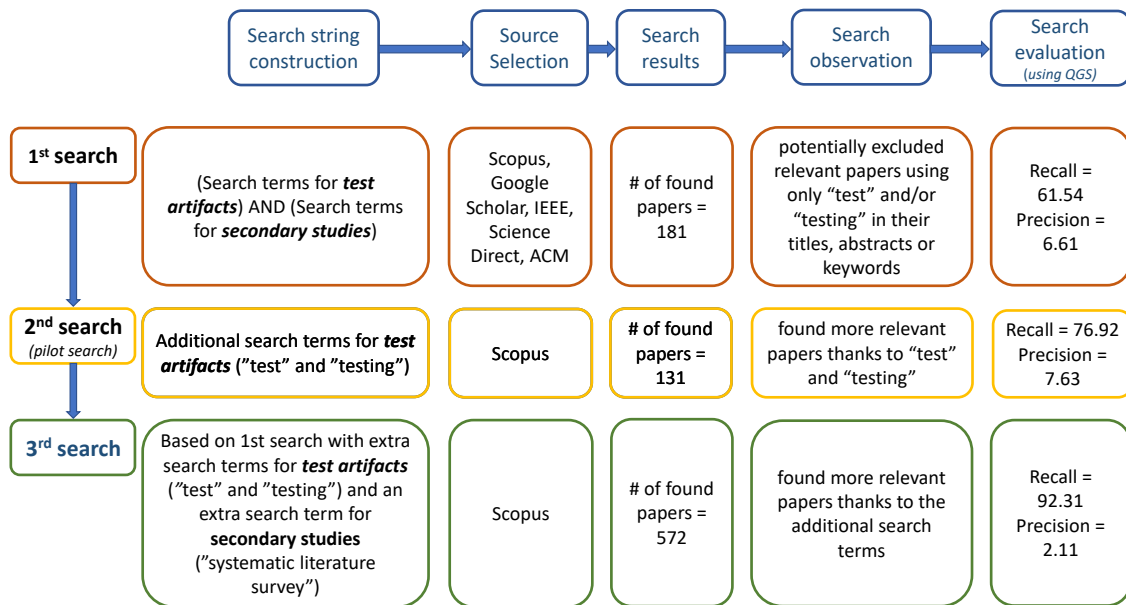 Search string
construction
Source
Selection
Search
results
Search
observation
Search
evaluation
(using QGS)
1st search
(Search terms for test
artifacts) AND (Search terms
for secondary studies)
Scopus,
Google
Scholar, IEEE,
Science
Direct, ACM
# of found
papers =
181
potentially excluded
relevant papers using
only “test” and/or
“testing” in their
titles, abstracts or
keywords
Recall =
61.54
Precision =
6.61
2nd search
(pilot search)
Additional search terms for test
artifacts (”test” and ”testing”)
Scopus
# of found
papers =
131
found more relevant
papers thanks to “test”
and “testing”
Recall = 76.92
Precision =
7.63
3rd search
Based on 1st search with extra
search terms for test artifacts
(”test” and ”testing”) and an
extra search term for
secondary studies
(”systematic literature
survey”)
Scopus
# of found
papers =
572
found more relevant
papers thanks to the
additional search
terms
Recall =
92.31
Precision =
2.11